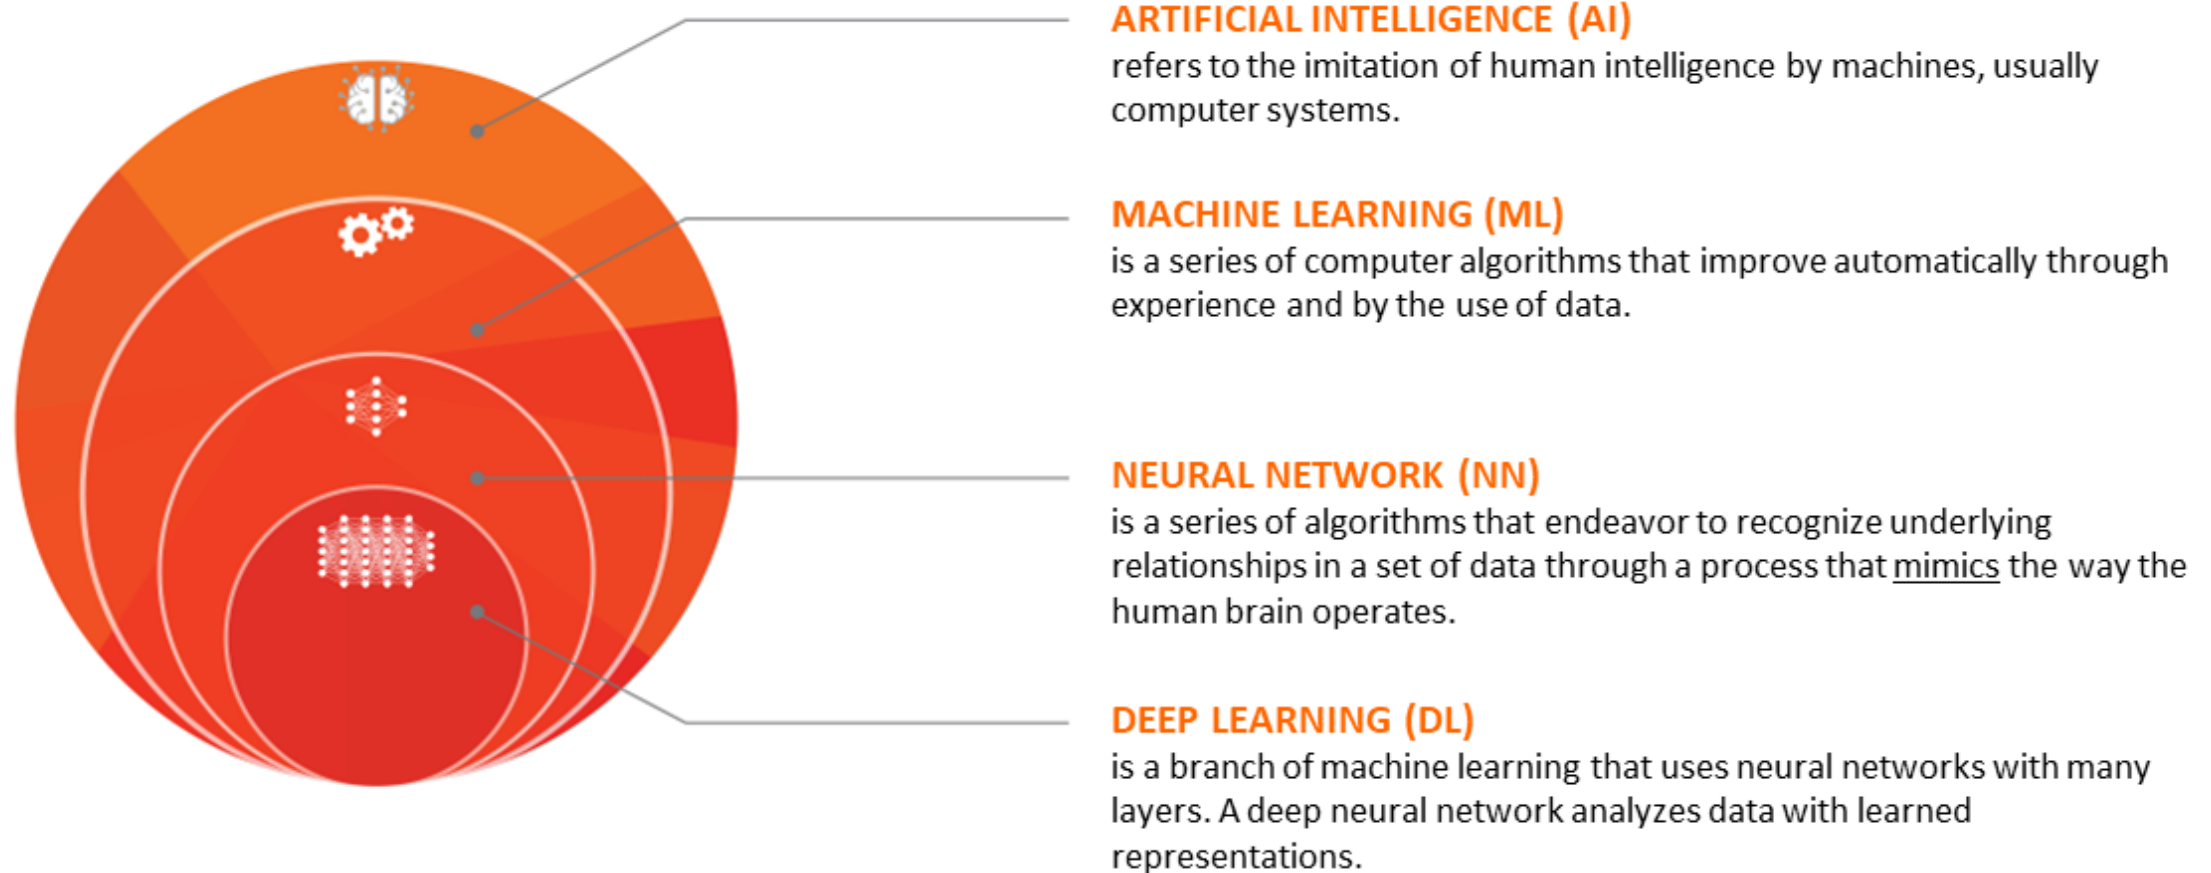 ARTIFICIAL INTELLIGENCE (AI)
refers to the imitation of human intelligence by machines, usually
computer systems.
MACHINE LEARNING (ML)
is a series of computer algorithms that improve automatically through
experience and by the use of data.
NEURAL NETWORK (NN)
is a series of algorithms that endeavor to recognize underlying
relationships in a set of data through a process that mimics the way the
human brain operates.
DEEP LEARNING (DL)
is a branch of machine learning that uses neural networks with many
layers. A deep neural network analyzes data with learned
representations.